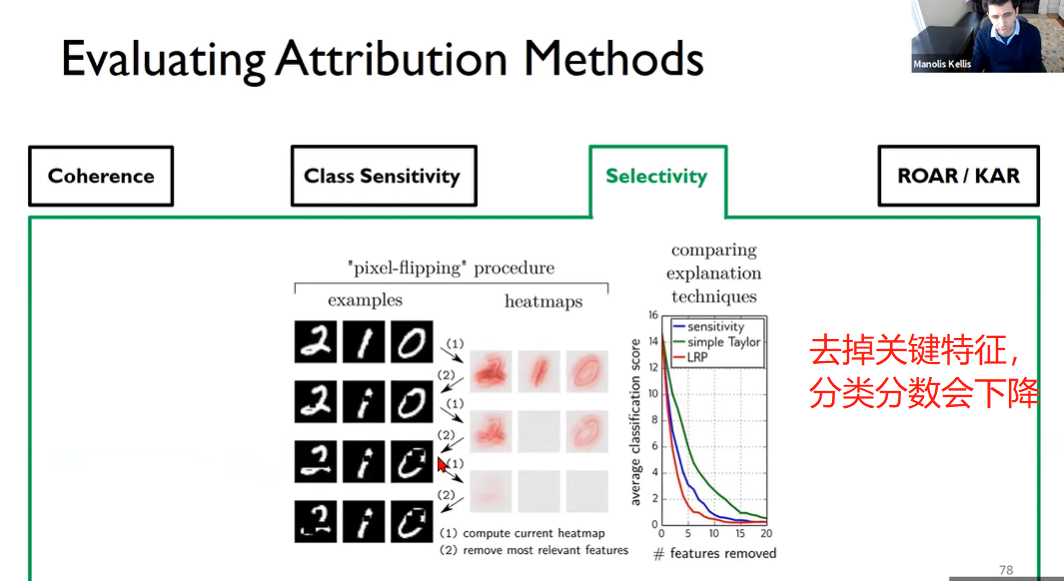 Evaluating Attribution Methods
Manolis Kellis
Coherence
Class Sensitivity
Selectivity
ROAR / KAR
"pixel-flipping" procedure
examples
heatmaps
(1)
(2)
(1)
(2)
(1)
(2)
(1) compute current heatmap
(2) remove most relevant features
comparing
explanation
techniques
sensitivity
simple Taylor
LRP
average classification score
16
14
12
10
8
6
4
2
0
0 5 10 15 20
# features removed
去掉关键特征，
分类分数会下降
78